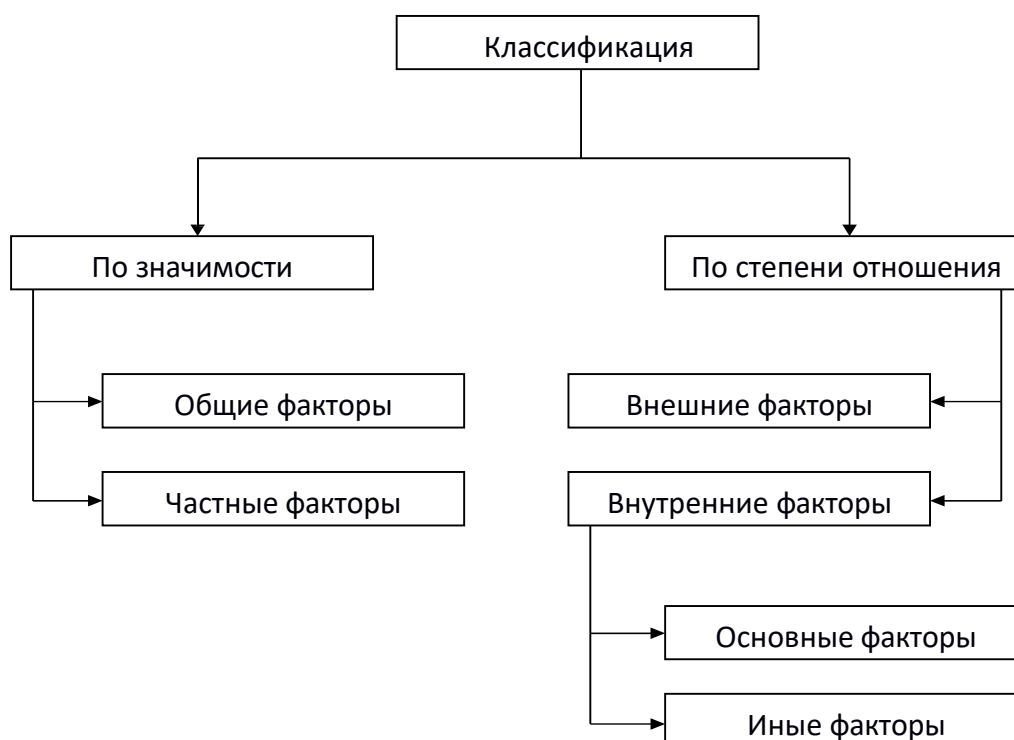 Классификация
По значимости
По степени отношения
Общие факторы
Внешние факторы
Частные факторы
Внутренние факторы
Основные факторы
Иные факторы